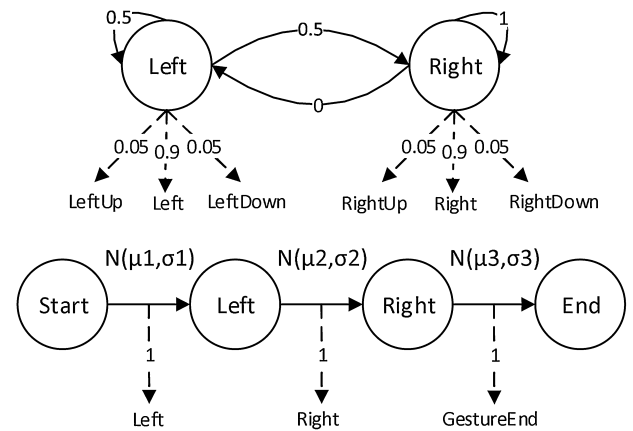 0.5 0.5 1
Left Right
0
0.05 0.9 0.05 0.05 0.9 0.05
LeftUp Left LeftDown RightUp Right RightDown
N(μ1,σ1) N(μ2,σ2) N(μ3,σ3)
Start Left Right End
1 1 1
Left Right GestureEnd